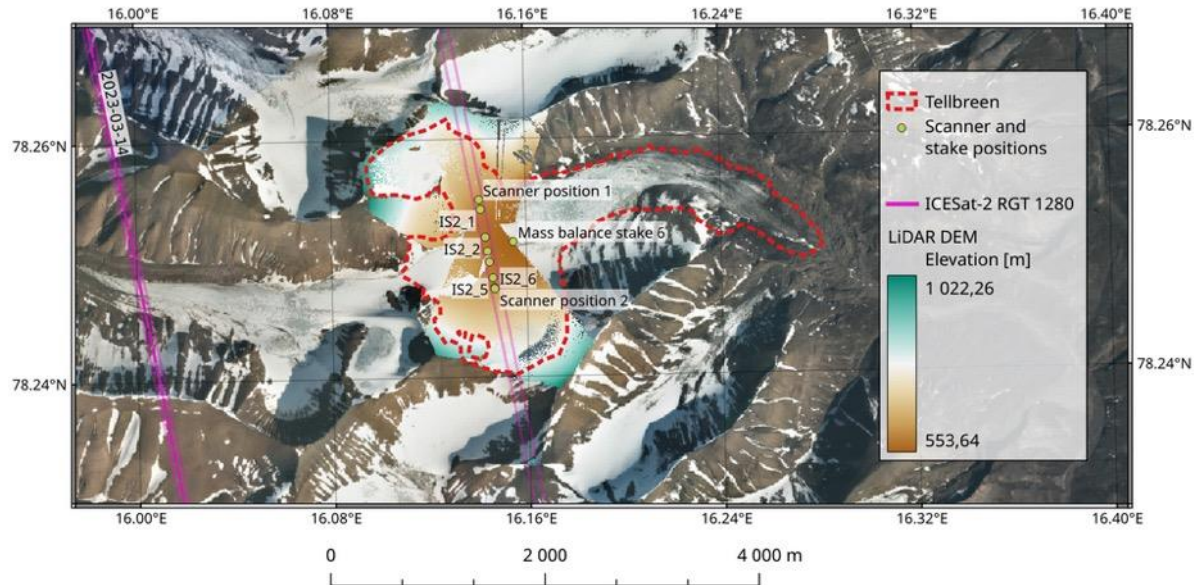 16.00°E 16.08°E 16.16°E 16.24°E 16.32°E 16.40°E
2023-03-14
78.26°N
78.24°N
Scanner position 1
IS2_1
Mass balance stake 6
IS2_2
IS2_6
IS2_5
Scanner position 2
Tellbreen
Scanner and
stake positions
ICESat-2 RGT 1280
LiDAR DEM
Elevation [m]
1 022,26
553,64
78.26°N
78.24°N
16.00°E 16.08°E 16.16°E 16.24°E 16.32°E 16.40°E
0 2 000 4 000 m